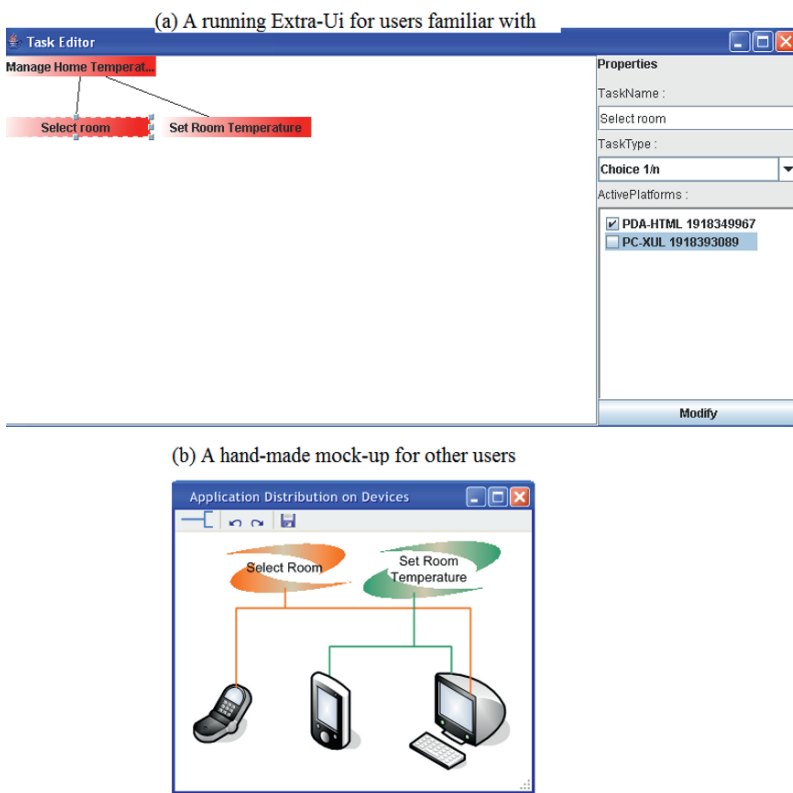 (a) A running Extra-Ui for users familiar with
Task Editor
Manage Home Temperat...
Select room
Set Room Temperature
Properties
TaskName :
Select room
TaskType :
Choice 1/n
ActivePlatforms :
PDA-HTML 1918349967
PC-XUL 1918393089
Modify
(b) A hand-made mock-up for other users
Application Distribution on Devices
Select Room
Set Room
Temperature